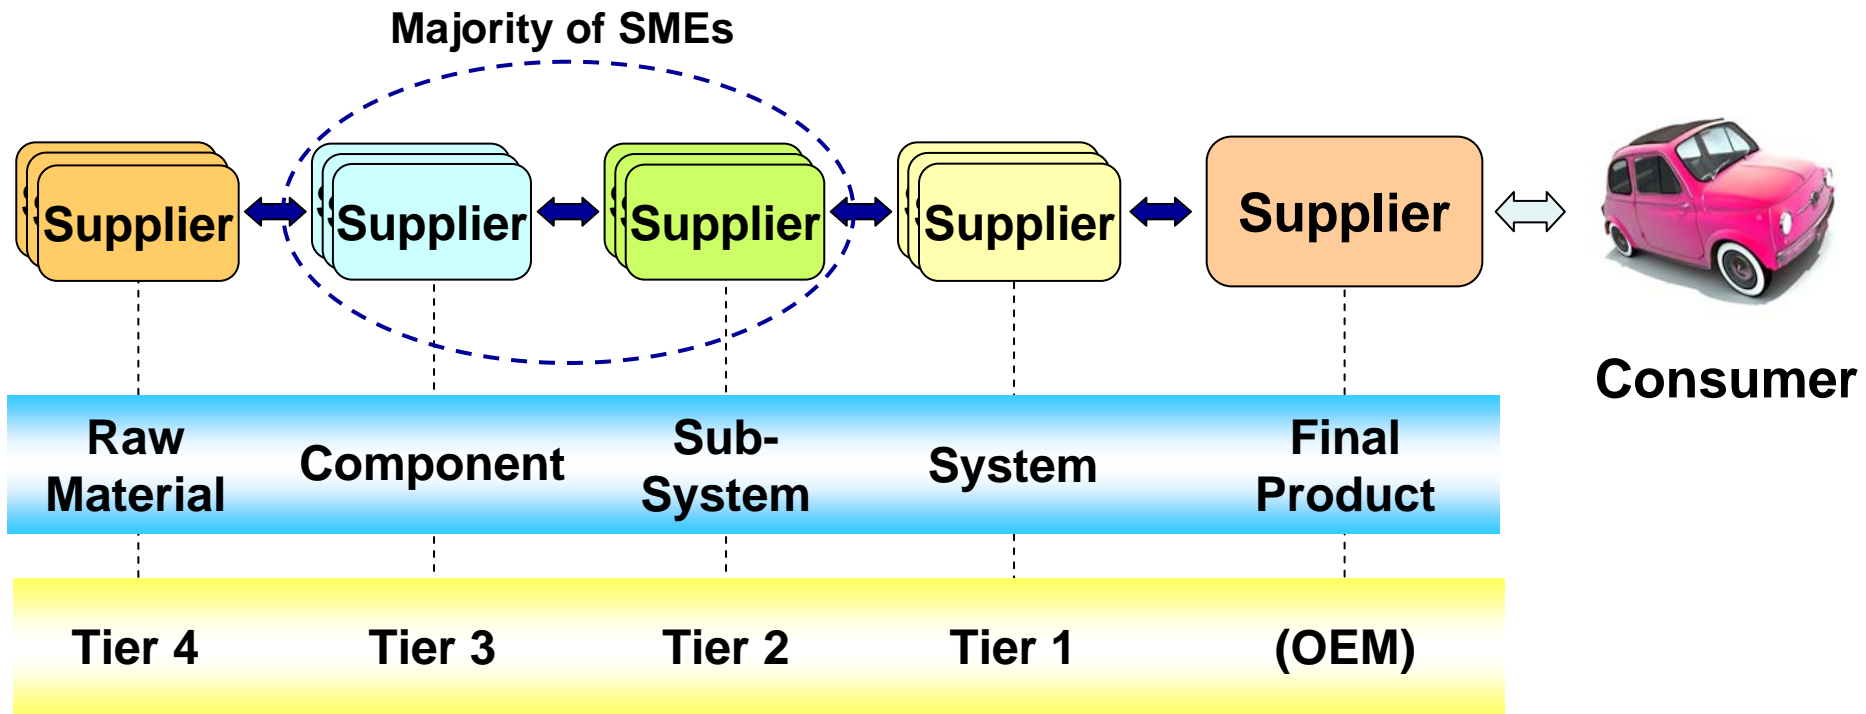 Majority of SMEs
Supplier
Supplier
Supplier
Supplier
Supplier
Consumer
Raw
Material
Component
Sub-
System
System
Final
Product
Tier 4
Tier 3
Tier 2
Tier 1
(OEM)